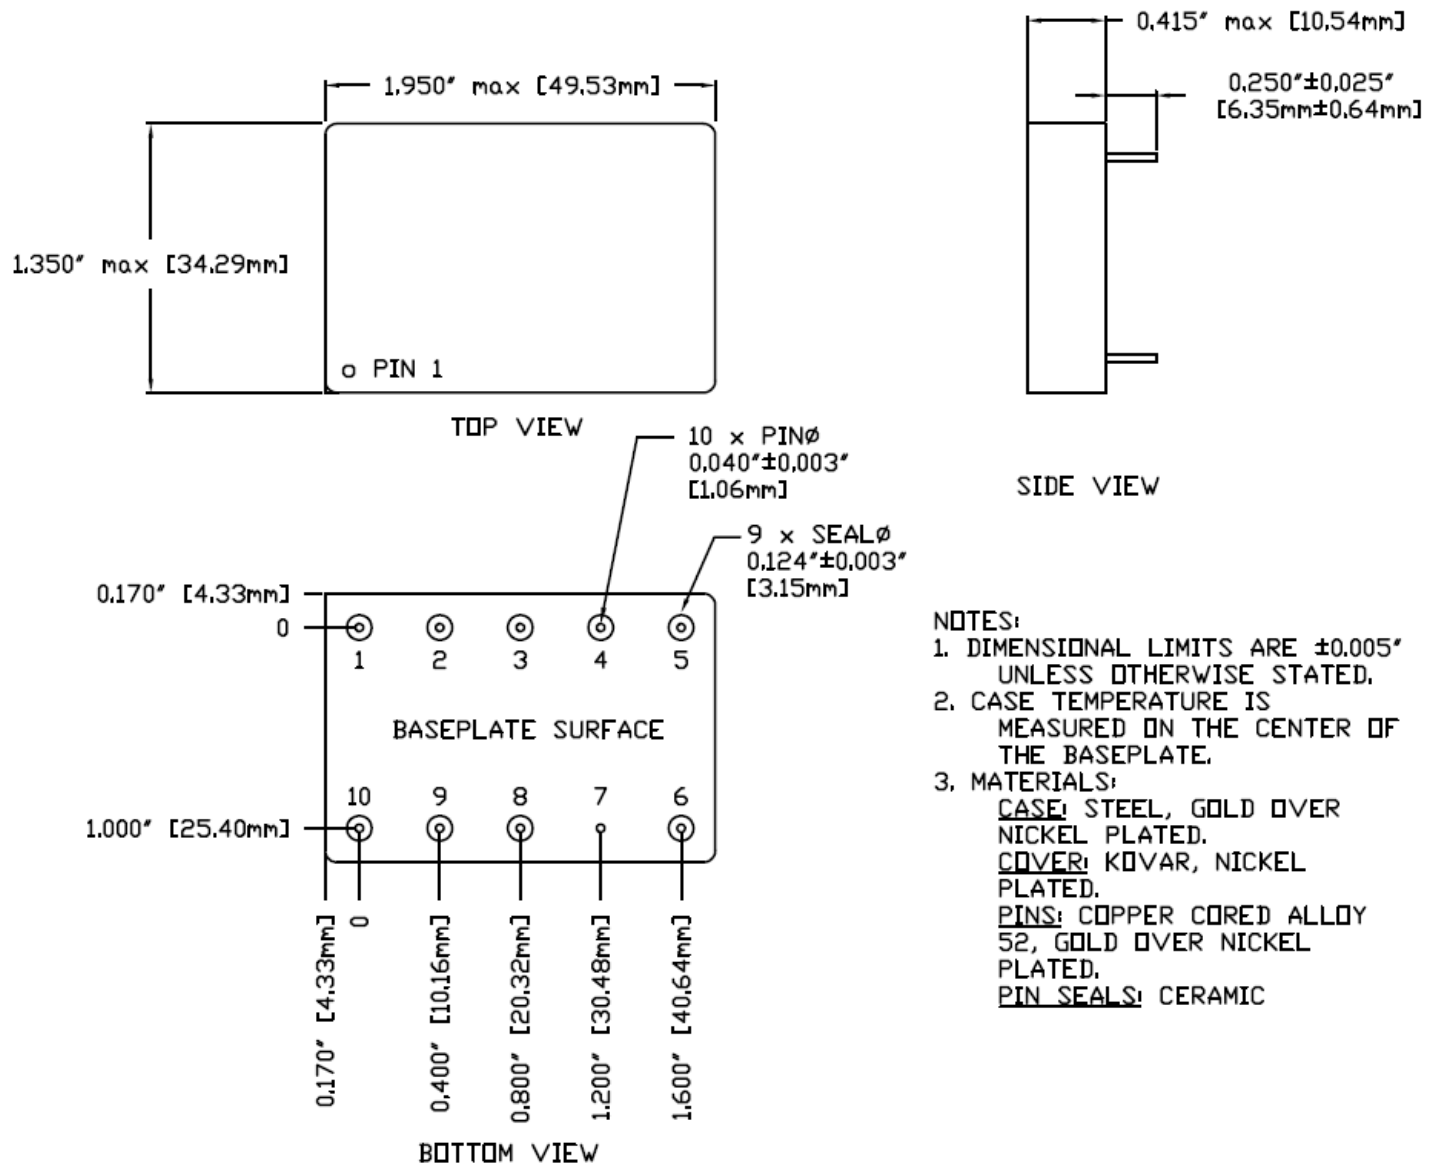 0.415" max [10.54mm]
1.950" max [49.53mm]
0.250"±0.025"
[6.35mm±0.64mm]
1.350" max [34.29mm]
PIN 1
TOP VIEW
10 x PINø
0.040"±0.003"
[1.06mm]
SIDE VIEW
9 x SEALø
0.124"±0.003"
[3.15mm]
0.170" [4.33mm]
0
1 2 3 4 5
BASEPLATE SURFACE
10 9 8 7 6
1.000" [25.40mm]
0.170" [4.33mm]
0
0.400" [10.16mm]
0.800" [20.32mm]
1.200" [30.48mm]
1.600" [40.64mm]
BOTTOM VIEW
NOTES:
1. DIMENSIONAL LIMITS ARE ±0.005"
UNLESS OTHERWISE STATED.
2. CASE TEMPERATURE IS
MEASURED ON THE CENTER OF
THE BASEPLATE.
3. MATERIALS:
CASE: STEEL, GOLD OVER
NICKEL PLATED.
COVER: KOVAR, NICKEL
PLATED.
PINS: COPPER CORED ALLOY
52, GOLD OVER NICKEL
PLATED.
PIN SEALS: CERAMIC